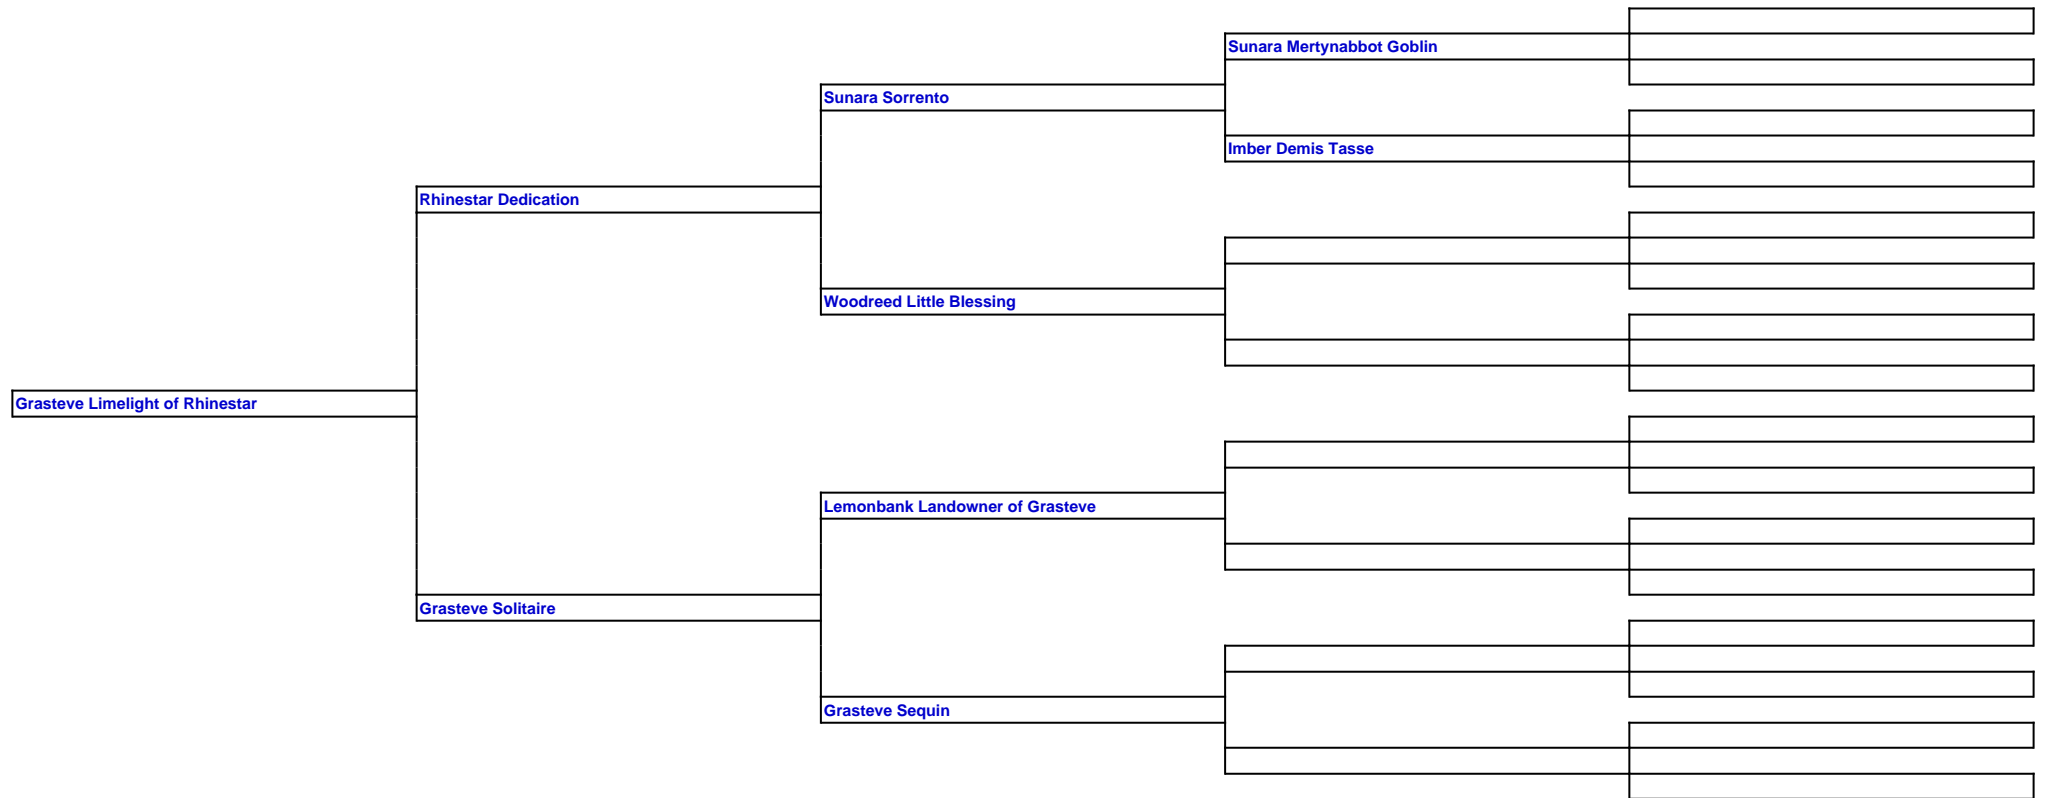 Sunara Mertynabbot Goblin
Sunara Sorrento
Imber Demis Tasse
Rhinestar Dedication
Woodreed Little Blessing
Grasteve Limelight of Rhinestar
Lemonbank Landowner of Grasteve
Grasteve Solitaire
Grasteve Sequin